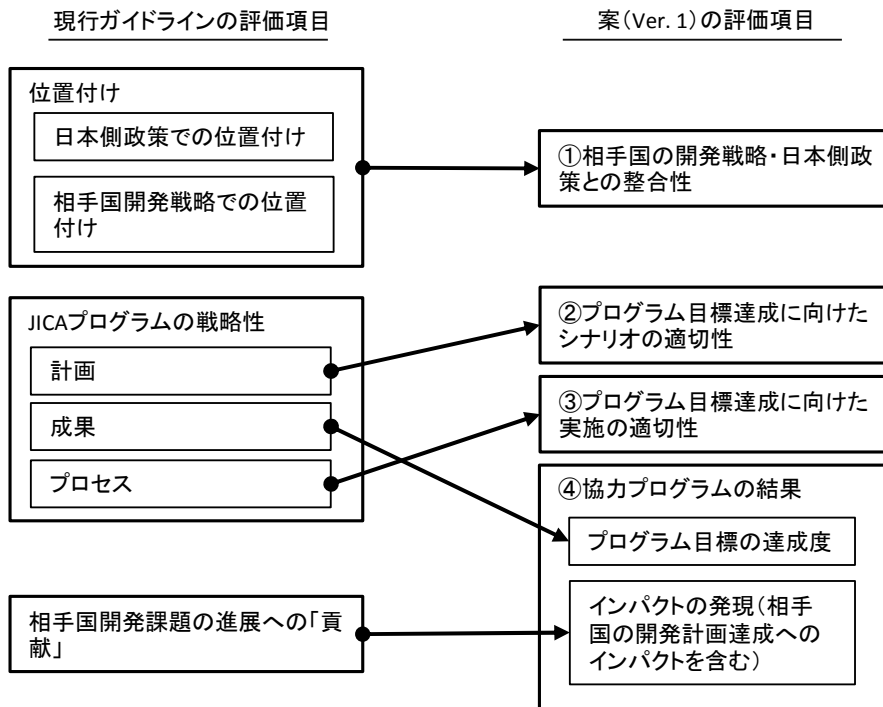 現行ガイドラインの評価項目
案(Ver. 1)の評価項目
位置付け
日本側政策での位置付け
相手国開発戦略での位置
付け
①相手国の開発戦略・日本側政
策との整合性
JICAプログラムの戦略性
計画
成果
プロセス
②プログラム目標達成に向けた
シナリオの適切性
③プログラム目標達成に向けた
実施の適切性
④協力プログラムの結果
プログラム目標の達成度
インパクトの発現(相手
国の開発計画達成への
インパクトを含む)
相手国開発課題の進展への「貢
献」